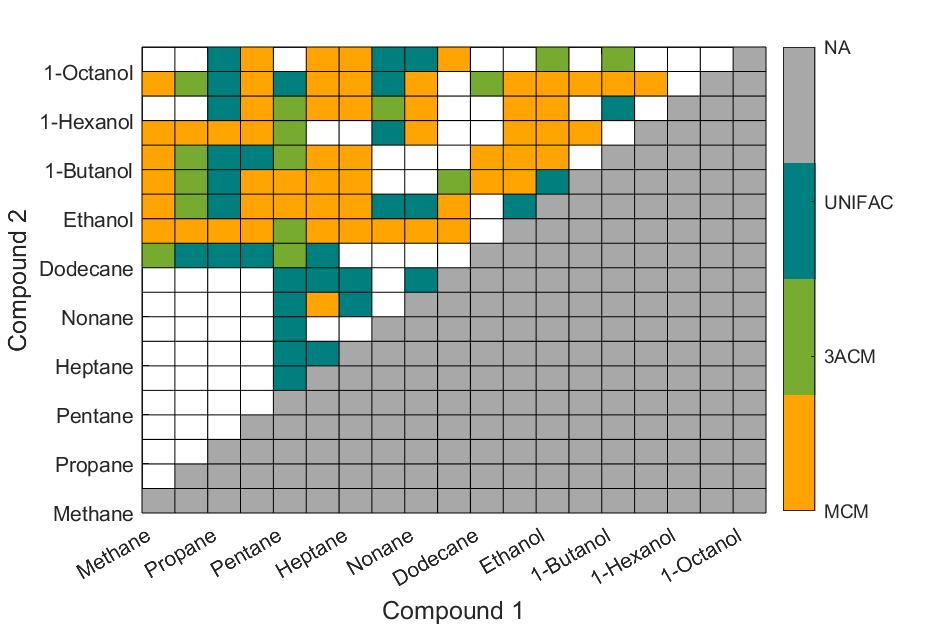 NA
1-Octanol
1-Hexanol
1-Butanol
UNIFAC
Ethanol
Dodecane
Nonane
3ACM
Heptane
Pentane
Propane
Methane
MCM
Compound 2
Methane
Propane
Pentane
Heptane
Nonane
Dodecane
Ethanol
1-Butanol
1-Hexanol
1-Octanol
Compound 1